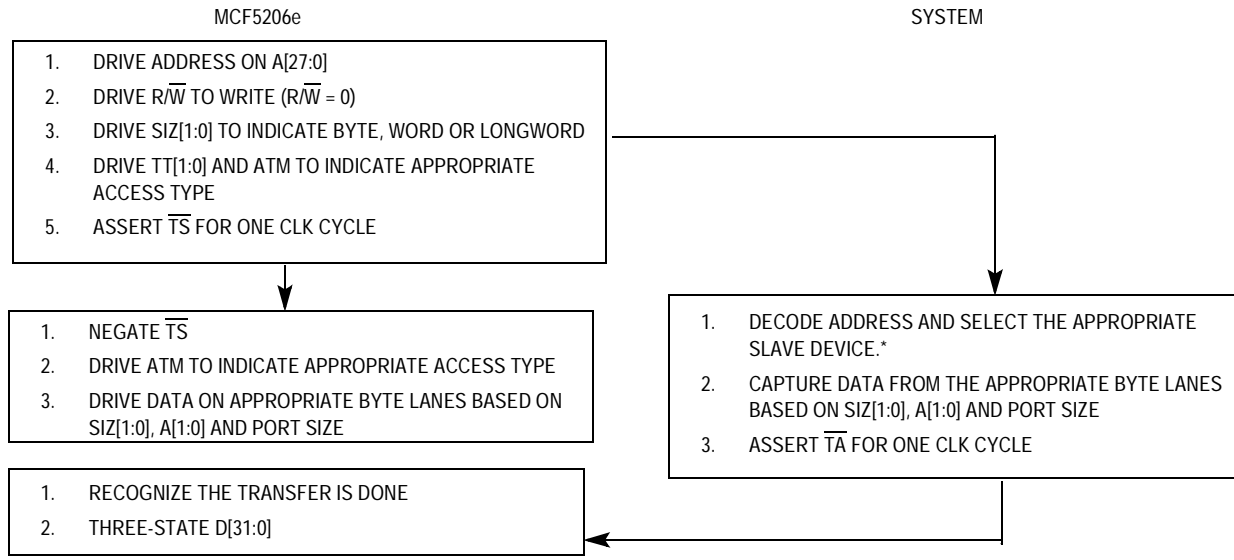 MCF5206e
SYSTEM
1. DRIVE ADDRESS ON A[27:0]
2. DRIVE R/W̅ TO WRITE (R/W̅ = 0)
3. DRIVE SIZ[1:0] TO INDICATE BYTE, WORD OR LONGWORD
4. DRIVE TT[1:0] AND ATM TO INDICATE APPROPRIATE
ACCESS TYPE
5. ASSERT T̅S̅ FOR ONE CLK CYCLE
1. NEGATE T̅S̅
2. DRIVE ATM TO INDICATE APPROPRIATE ACCESS TYPE
3. DRIVE DATA ON APPROPRIATE BYTE LANES BASED ON
SIZ[1:0], A[1:0] AND PORT SIZE
1. DECODE ADDRESS AND SELECT THE APPROPRIATE
SLAVE DEVICE.*
2. CAPTURE DATA FROM THE APPROPRIATE BYTE LANES
BASED ON SIZ[1:0], A[1:0] AND PORT SIZE
3. ASSERT T̅A̅ FOR ONE CLK CYCLE
1. RECOGNIZE THE TRANSFER IS DONE
2. THREE-STATE D[31:0]